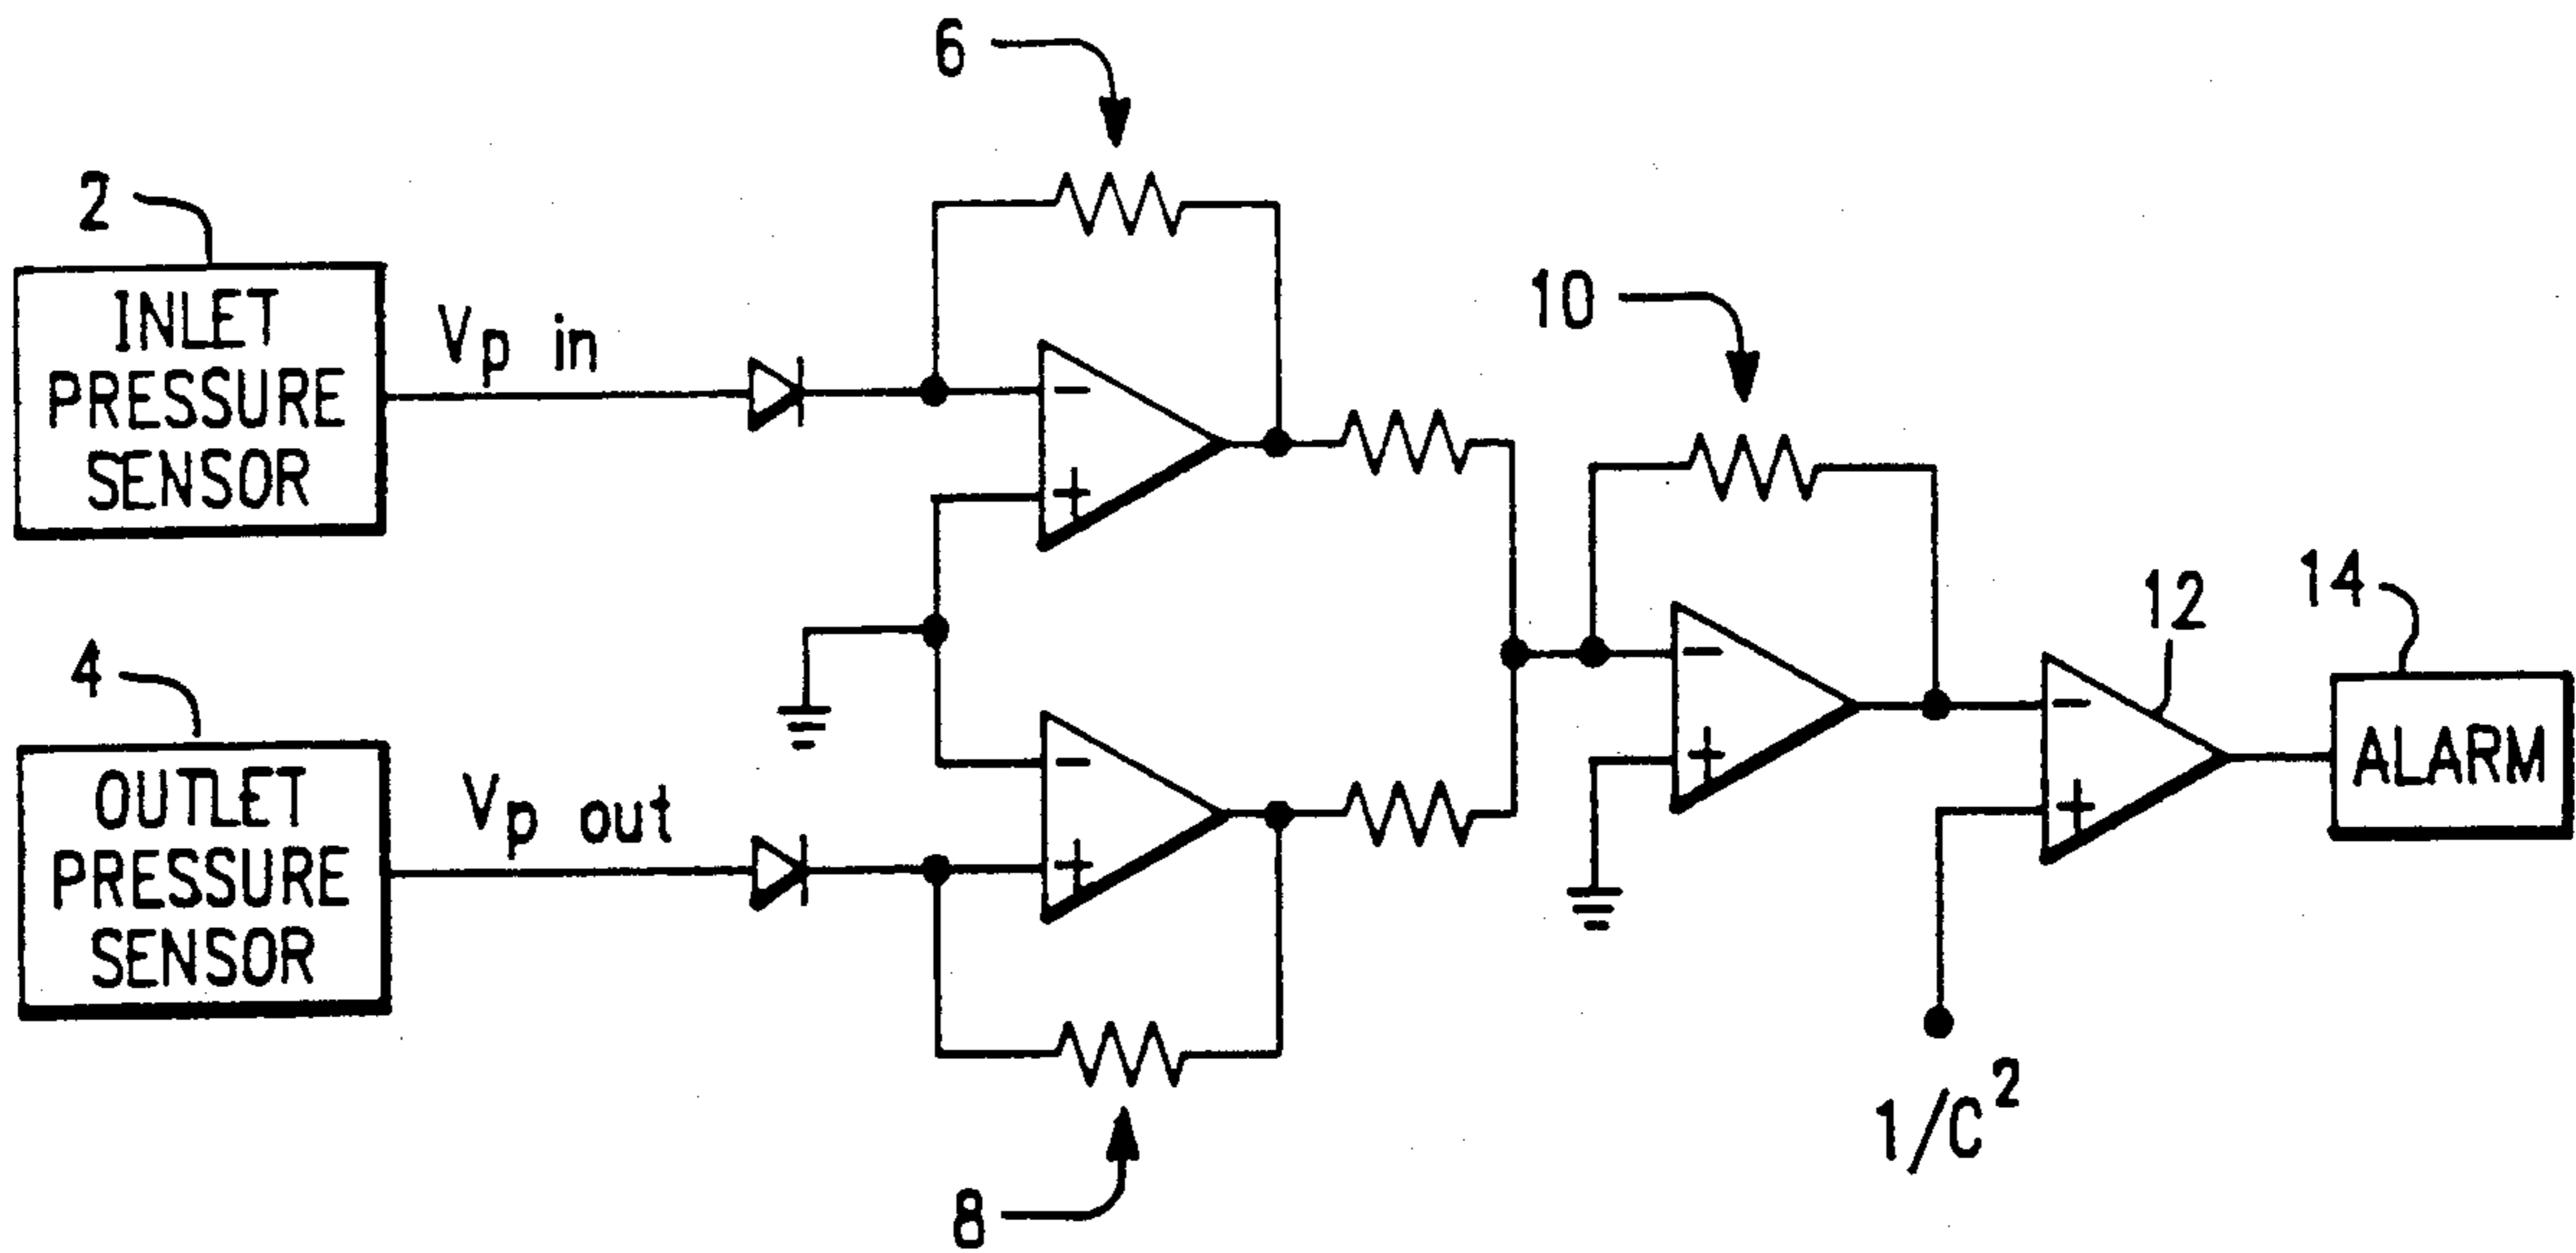 6
2
INLET
PRESSURE
SENSOR
Vp in
10
4
OUTLET
PRESSURE
SENSOR
Vp out
12
14
ALARM
8
1/C²
-
+
-
+
-
+
-
+